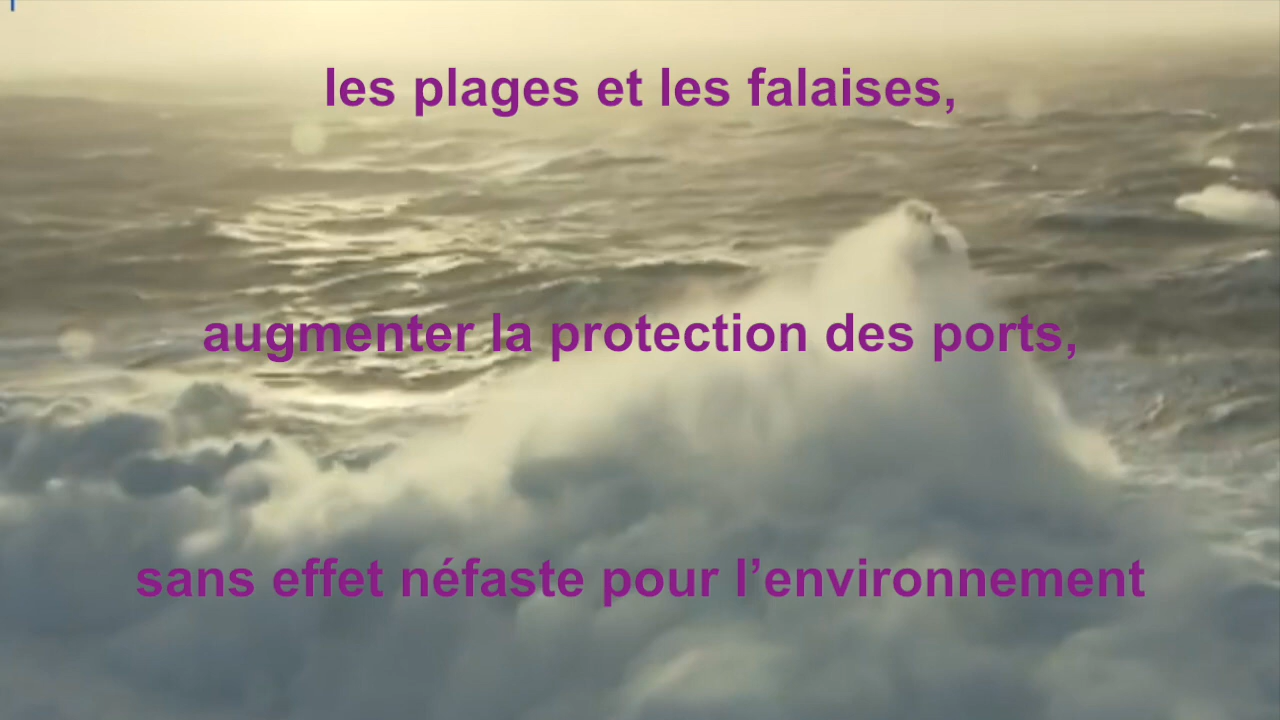 les plages et les falaises,
augmenter la protection des ports,
sans effet néfaste pour l’environnement